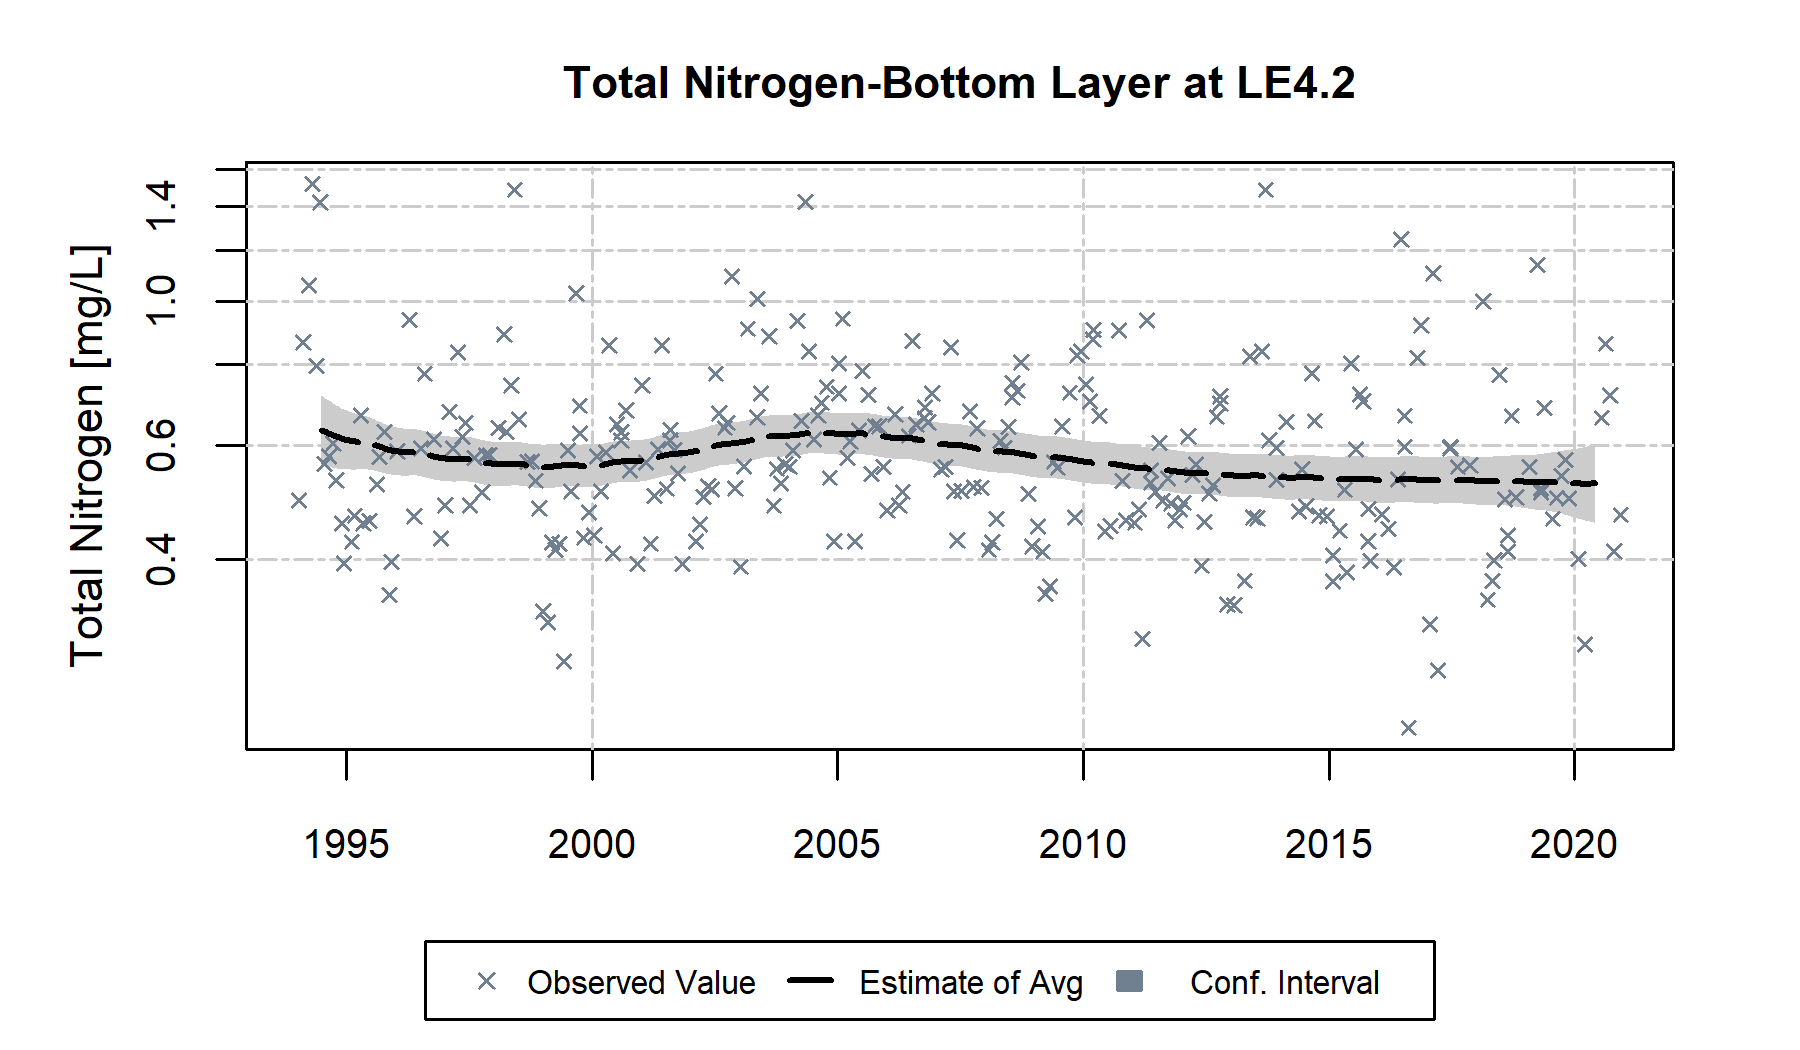 Total Nitrogen-Bottom Layer at LE4.2
Total Nitrogen [mg/L]
1.4
1.0
0.6
0.4
1995 2000 2005 2010 2015 2020
Observed Value Estimate of Avg Conf. Interval